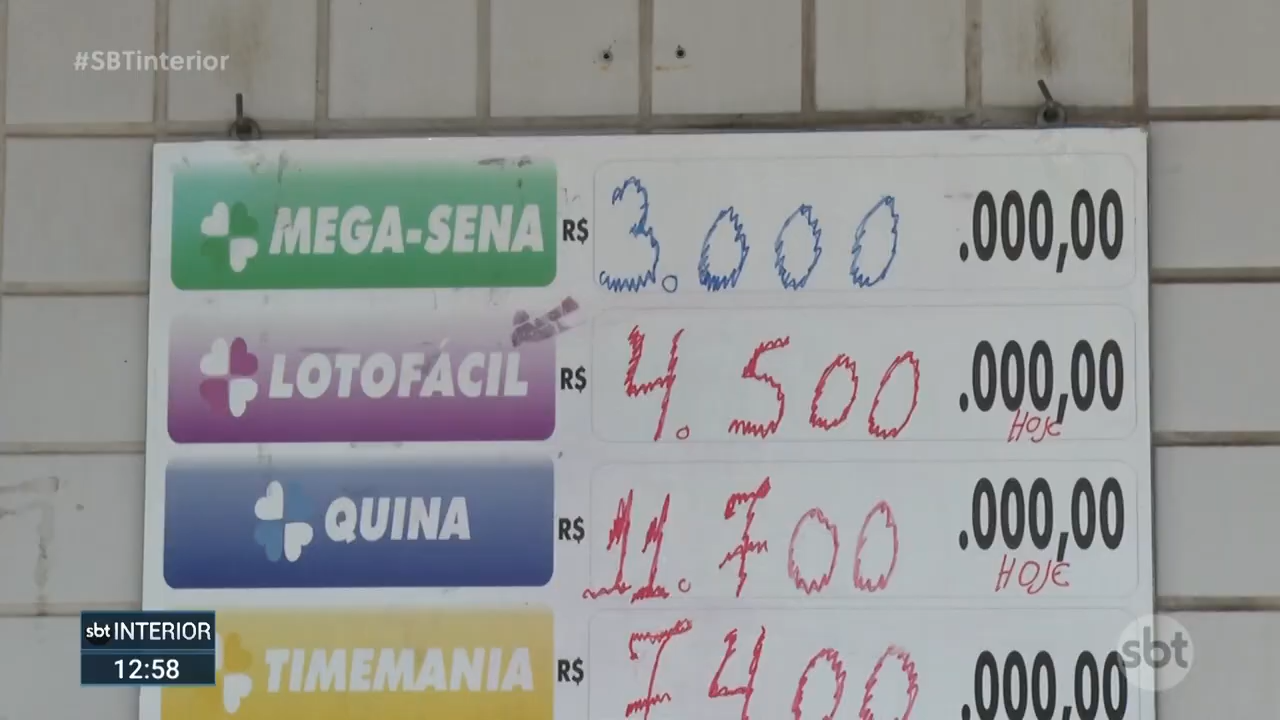 #SBTinterior
MEGA-SENA R$ 3.000 .000,00
LOTOFÁCIL R$ 4.500 .000,00
HOJE
QUINA R$ 11.700 .000,00
HOJE
TIMEMANIA R$ 7400 .000,00
sbt INTERIOR
12:58
sbt